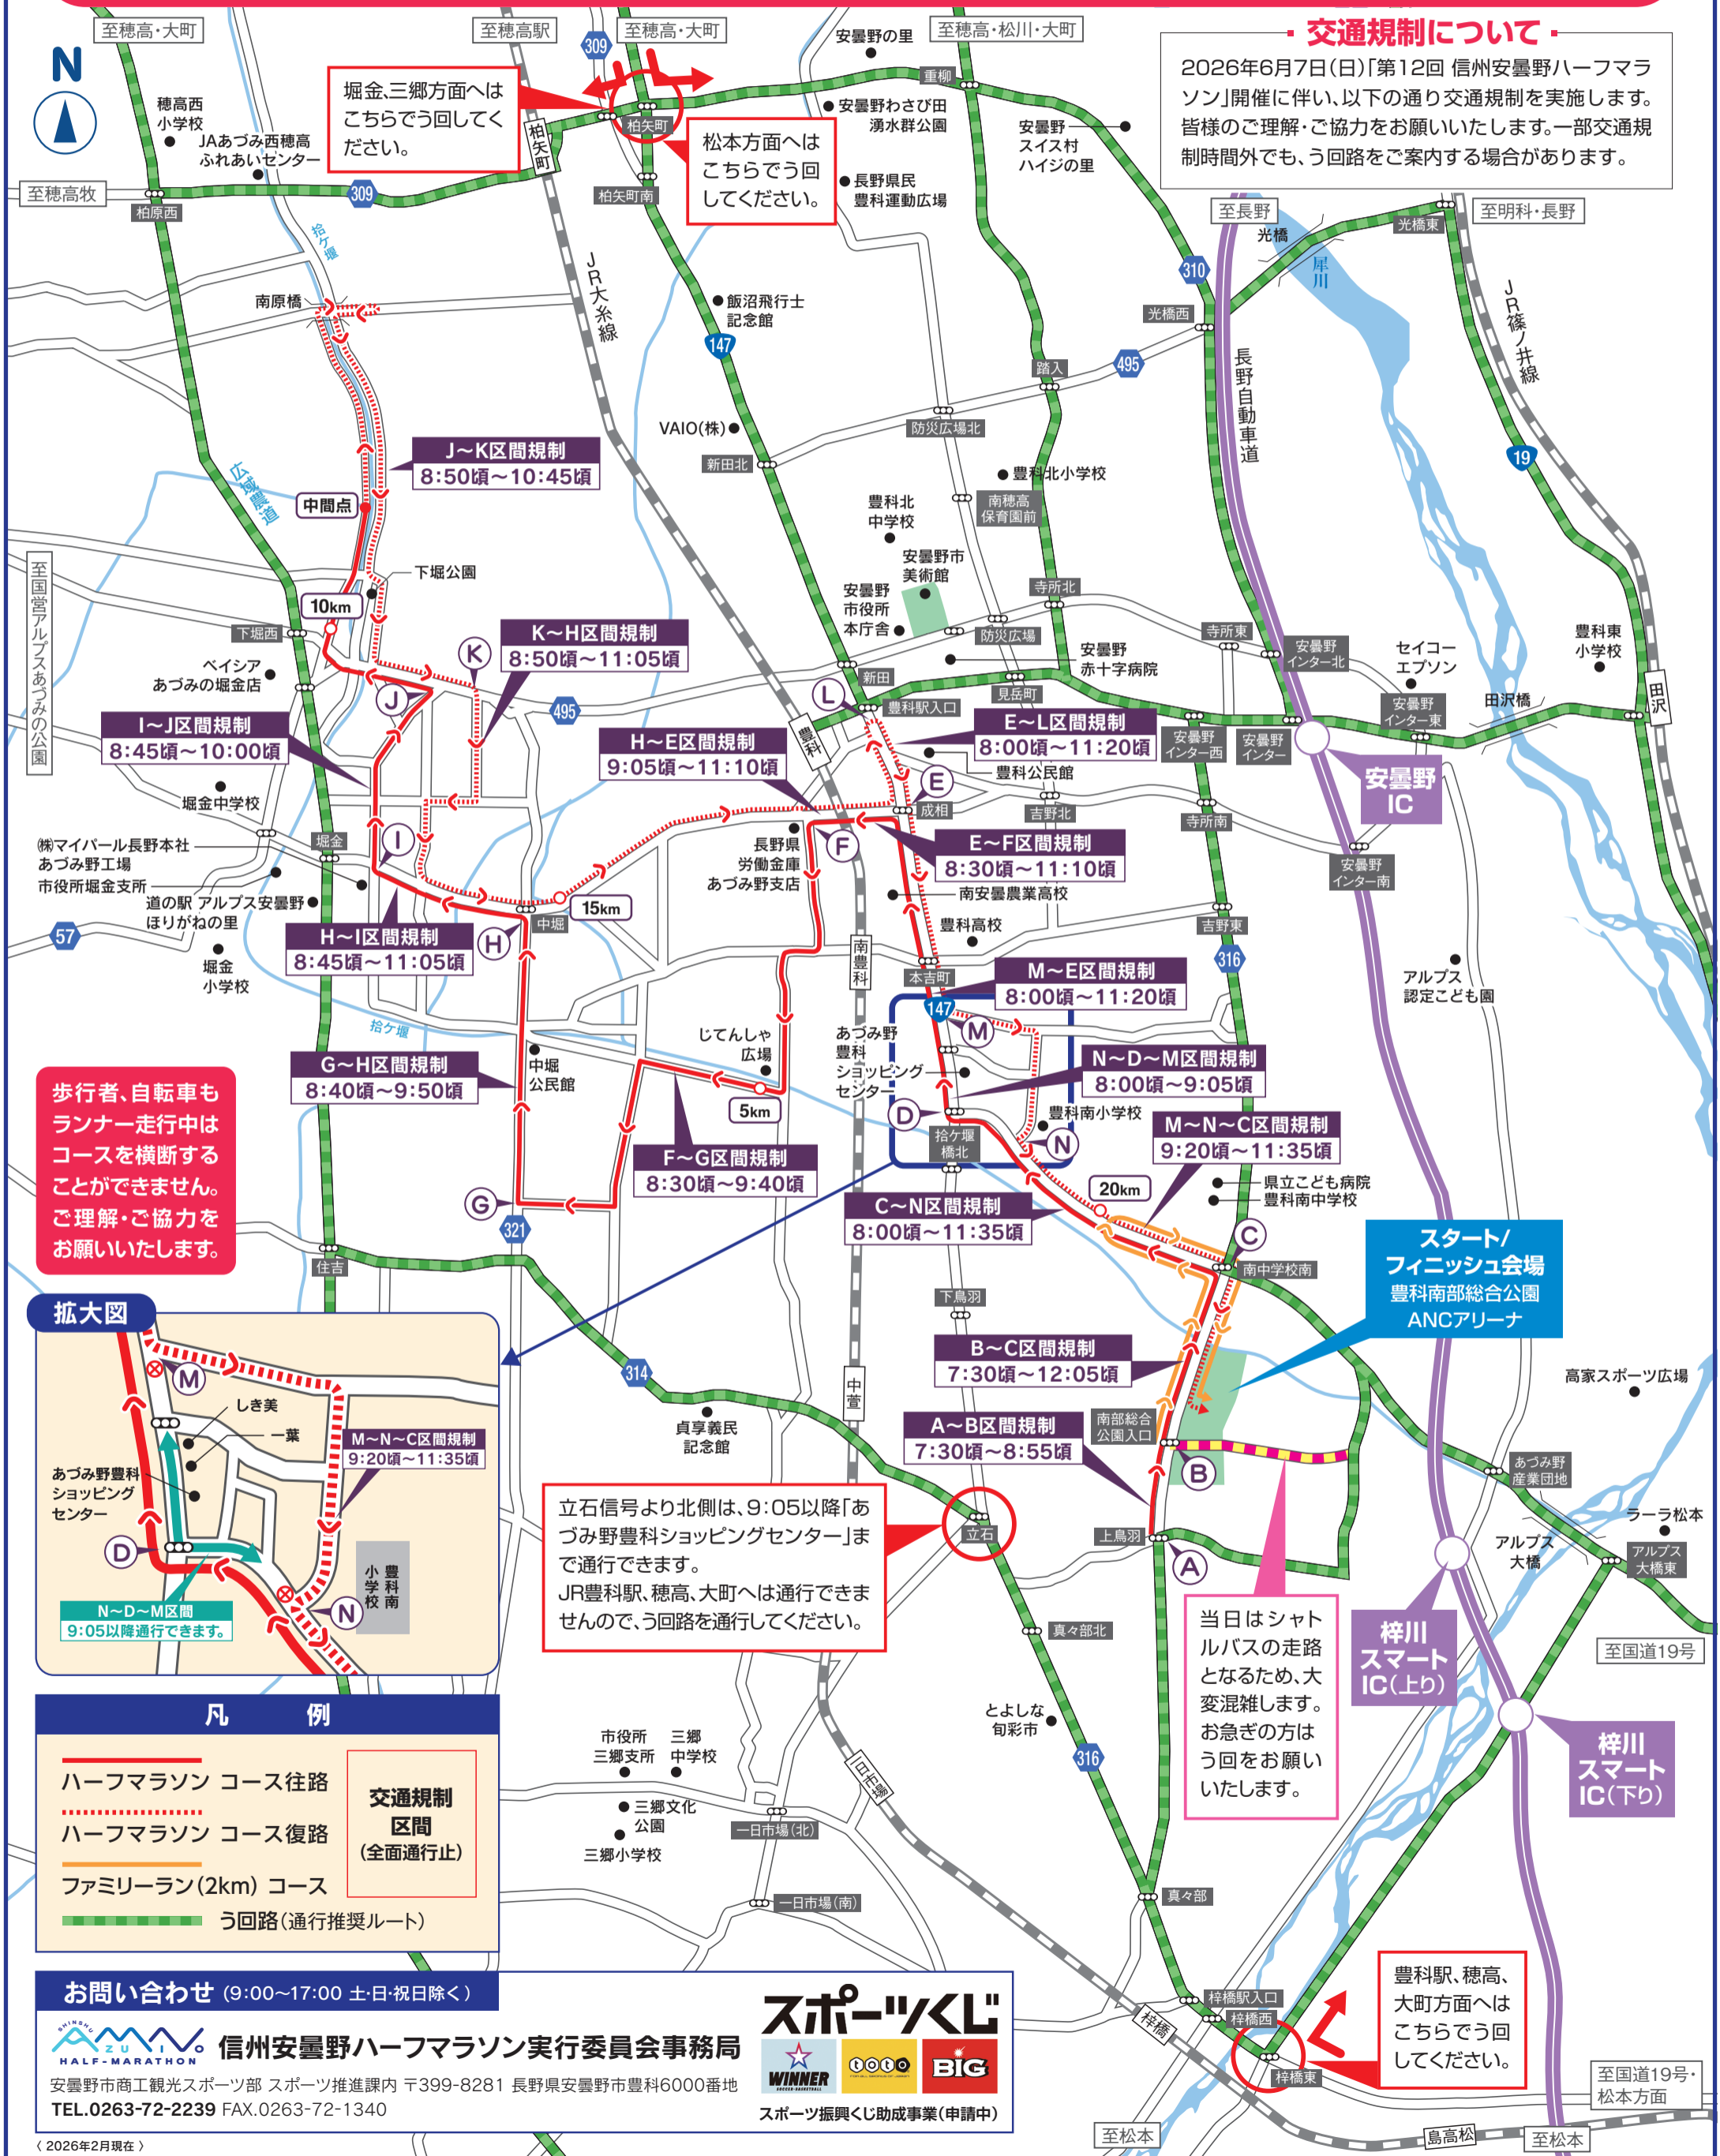 至穂高・大町
至穂高駅
309
至穂高・大町
安曇野の里
至穂高・松川・大町
交通規制について
2026年6月7日(日)「第12回 信州安曇野ハーフマラ
ソン」開催に伴い、以下の通り交通規制を実施します。
皆様のご理解・ご協力をお願いいたします。一部交通規
制時間外でも、う回路をご案内する場合があります。
N
堀金、三郷方面へは
こちらでう回してく
ださい。
重柳
穂高西
小学校
JAあづみ西穂高
ふれあいセンター
柏矢町
柏矢町
安曇野わさび田
湧水群公園
安曇野
スイス村
ハイジの里
松本方面へは
こちらでう回
してください。
至穂高牧
柏原西
309
柏矢町南
長野県民
豊科運動広場
至長野
光橋
光橋東
至明科・長野
拾ケ堰
犀川
JR大糸線
310
南原橋
飯沼飛行士
記念館
147
光橋西
JR篠ノ井線
長野自動車道
踏入
495
VAIO(株)
防災広場北
新田北
J〜K区間規制
8:50頃〜10:45頃
19
広域農道
中間点
豊科北小学校
豊科北
中学校
南穂高
保育園前
安曇野市
美術館
至国営アルプスあづみの公園
下堀公園
10km
安曇野
市役所
本庁舎
寺所北
下堀西
K〜H区間規制
8:50頃〜11:05頃
防災広場
寺所東
安曇野
インター北
セイコー
エプソン
豊科東
小学校
ベイシア
あづみの堀金店
K
新田
安曇野
赤十字病院
J
L
見岳町
田沢橋
田沢
495
豊科駅入口
安曇野
インター東
I〜J区間規制
8:45頃〜10:00頃
H〜E区間規制
9:05頃〜11:10頃
豊科
E〜L区間規制
8:00頃〜11:20頃
安曇野
インター西
安曇野
インター
豊科公民館
安曇野
IC
E
堀金中学校
成相
吉野北
寺所南
㈱マイパール長野本社
あづみ野工場
堀金
I
長野県
労働金庫
あづみ野支店
F
E〜F区間規制
8:30頃〜11:10頃
安曇野
インター南
市役所堀金支所
道の駅 アルプス安曇野
ほりがねの里
15km
南安曇農業高校
57
中堀
H
豊科高校
吉野東
H〜I区間規制
8:45頃〜11:05頃
南豊科
316
堀金
小学校
本吉町
M〜E区間規制
8:00頃〜11:20頃
アルプス
認定こども園
147
M
拾ケ堰
じてんしゃ
広場
あづみ野
豊科
ショッピング
センター
中堀
公民館
N〜D〜M区間規制
8:00頃〜9:05頃
G〜H区間規制
8:40頃〜9:50頃
歩行者、自転車も
ランナー走行中は
コースを横断する
ことができません。
ご理解・ご協力を
お願いいたします。
5km
D
豊科南小学校
拾ケ堰
橋北
N
M〜N〜C区間規制
9:20頃〜11:35頃
F〜G区間規制
8:30頃〜9:40頃
20km
県立こども病院
豊科南中学校
G
321
C〜N区間規制
8:00頃〜11:35頃
C
スタート/
フィニッシュ会場
豊科南部総合公園
ANCアリーナ
住吉
南中学校南
下鳥羽
拡大図
M
しき美
一葉
M〜N〜C区間規制
9:20頃〜11:35頃
あづみ野豊科
ショッピング
センター
D
豊科南
小学校
N
N〜D〜M区間
9:05以降通行できます。
314
中萱
B〜C区間規制
7:30頃〜12:05頃
高家スポーツ広場
貞享義民
記念館
南部総合
公園入口
A〜B区間規制
7:30頃〜8:55頃
B
あづみ野
産業団地
立石信号より北側は、9:05以降「あ
づみ野豊科ショッピングセンター」ま
で通行できます。
JR豊科駅、穂高、大町へは通行できま
せんので、う回路を通行してください。
立石
上鳥羽
A
アルプス
大橋
ラーラ松本
アルプス
大橋東
当日はシャト
ルバスの走路
となるため、大
変混雑します。
お急ぎの方は
う回をお願い
いたします。
真々部北
梓川
スマート
IC(上り)
至国道19号
凡 例
ハーフマラソン コース往路
ハーフマラソン コース復路
ファミリーラン(2km) コース
う回路(通行推奨ルート)
交通規制
区間
(全面通行止)
とよしな
旬彩市
316
梓川
スマート
IC(下り)
市役所
三郷支所
三郷
中学校
一日市場
三郷文化
公園
一日市場(北)
三郷小学校
一日市場(南)
真々部
お問い合わせ (9:00〜17:00 土・日・祝日除く)
SHINSHU
AZUMINO
HALF-MARATHON
信州安曇野ハーフマラソン実行委員会事務局
安曇野市商工観光スポーツ部 スポーツ推進課内 〒399-8281 長野県安曇野市豊科6000番地
TEL.0263-72-2239 FAX.0263-72-1340
スポーツくじ
WINNER
toto
BIG
スポーツ振興くじ助成事業(申請中)
梓橋駅入口
梓橋
梓橋西
梓橋東
豊科駅、穂高、
大町方面へは
こちらでう回
してください。
至国道19号・
松本方面
至松本
島高松
至松本
〈 2026年2月現在 〉